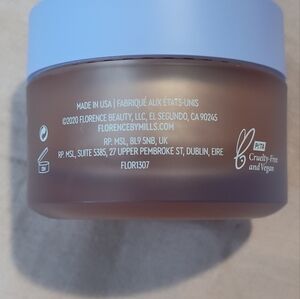 MADE IN USA | FABRIQUÉ AUX ÉTATS-UNIS
©2020 FLORENCE BEAUTY, LLC, EL SEGUNDO, CA 90245
FLORENCEBYMILLS.COM
RP: MSL, BL9 5NB, UK
RP: MSL, SUITE 5385, 27 UPPER PEMBROKE ST, DUBLIN, EIRE
FLOR1307
PETA
Cruelty-Free
and Vegan